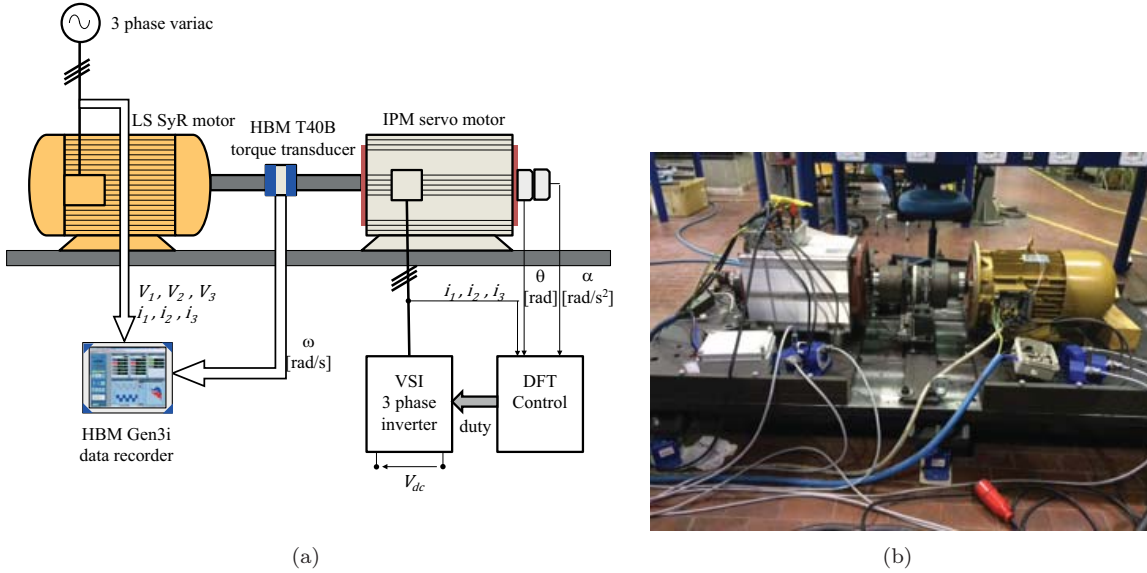 3 phase variac
LS SyR motor
HBM T40B
torque transducer
IPM servo motor
V₁ , V₂ , V₃
i₁ , i₂ , i₃
ω
[rad/s]
i₁ , i₂ , i₃
θ
[rad]
α
[rad/s²]
VSI
3 phase
inverter
duty
DFT
Control
V_dc
HBM Gen3i
data recorder
(a)
(b)